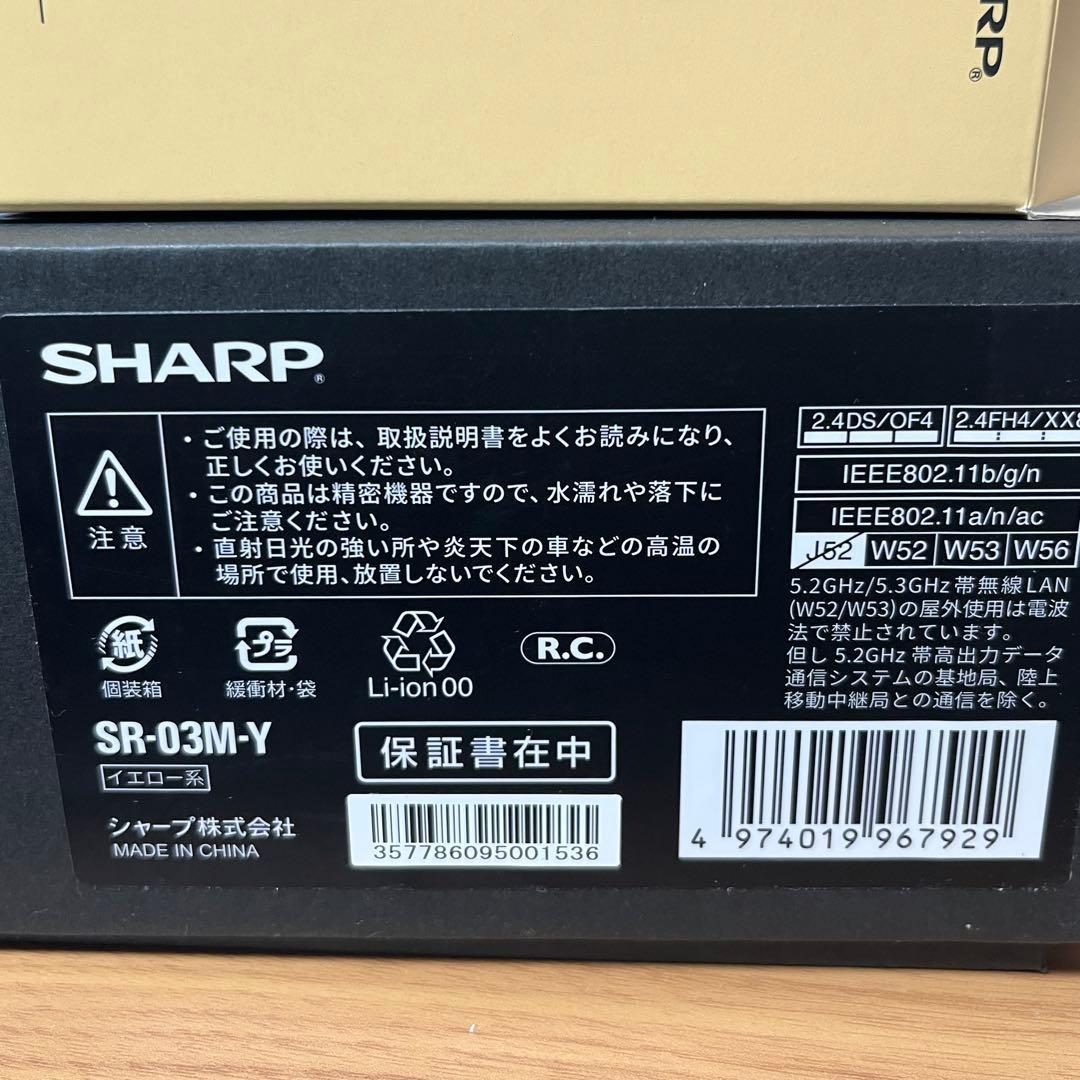 RP®
SHARP®
注意
・ご使用の際は、取扱説明書をよくお読みになり、
正しくお使いください。
・この商品は精密機器ですので、水濡れや落下に
ご注意ください。
・直射日光の強い所や炎天下の車などの高温の
場所で使用、放置しないでください。
2.4DS/OF4
2.4FH4/XX8
IEEE802.11b/g/n
IEEE802.11a/n/ac
J52 W52 W53 W56
5.2GHz/5.3GHz帯無線LAN
(W52/W53)の屋外使用は電波
法で禁止されています。
但し5.2GHz帯高出力データ
通信システムの基地局、陸上
移動中継局との通信を除く。
紙
個装箱
プラ
緩衝材・袋
Li-ion 00
R.C.
SR-03M-Y
イエロー系
保証書在中
シャープ株式会社
MADE IN CHINA
357786095001536
4 974019 967929